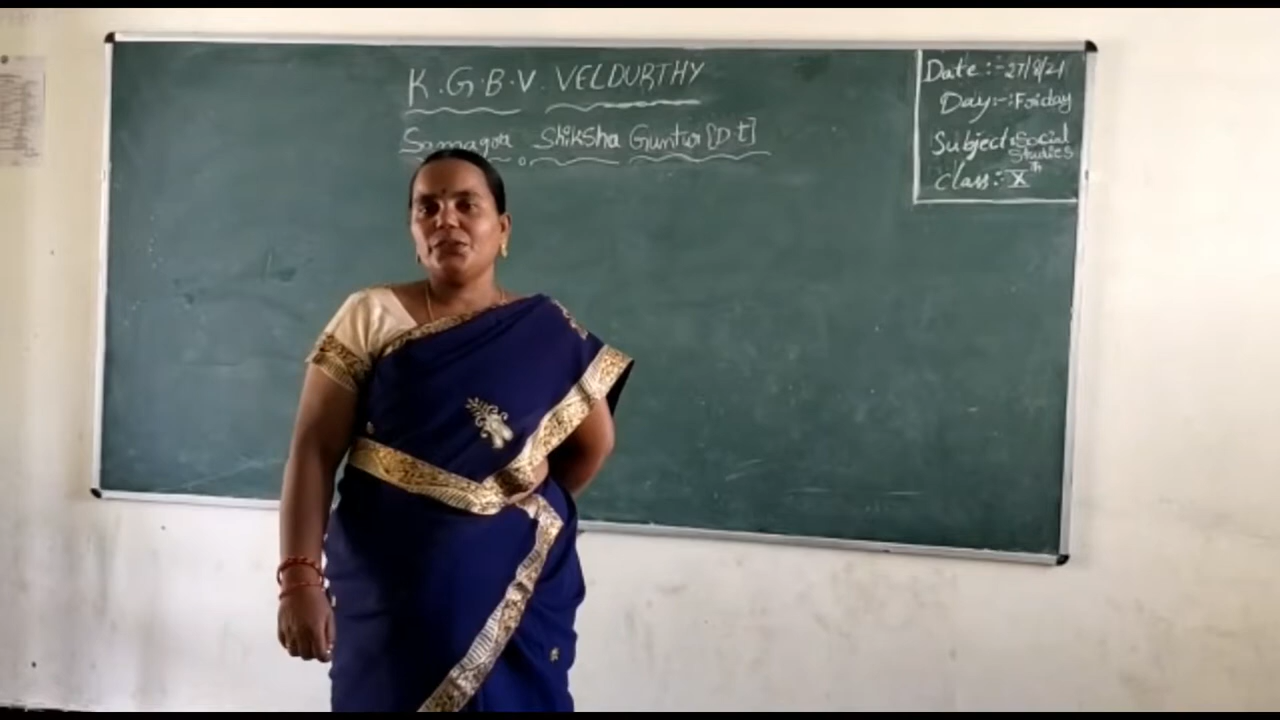 K.G.B.V. VELDURTHY
Samagra Shiksha Guntur [D.t]
Date:-27/8/21
Day:-Friday
Subject:Social
Studies
Class:- Xth